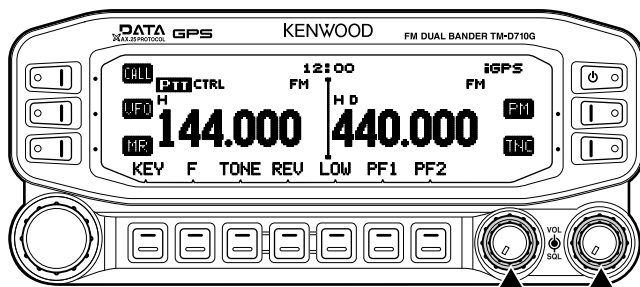 DATA GPS KENWOOD FM DUAL BANDER TM-D710G
AX.25 PROTOCOL
CALL 12:00 iGPS
PTT CTRL FM FM
H H D
VFO 144.000 440.000 PM
MR TNC
KEY F TONE REV LOW PF1 PF2
VOL
SQL